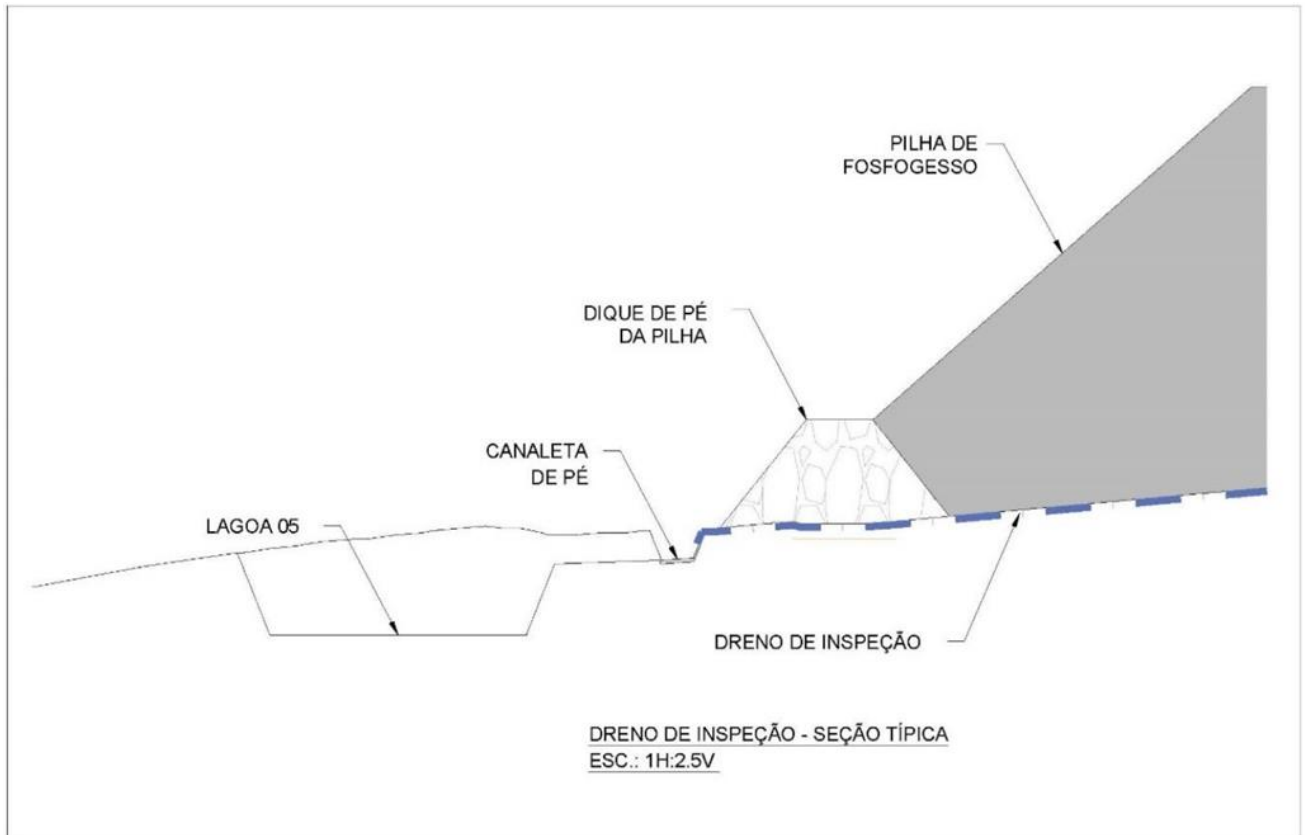 PILHA DE
FOSFOGESSO
DIQUE DE PÉ
DA PILHA
CANALETA
DE PÉ
LAGOA 05
DRENO DE INSPEÇÃO
DRENO DE INSPEÇÃO - SEÇÃO TÍPICA
ESC.: 1H:2.5V